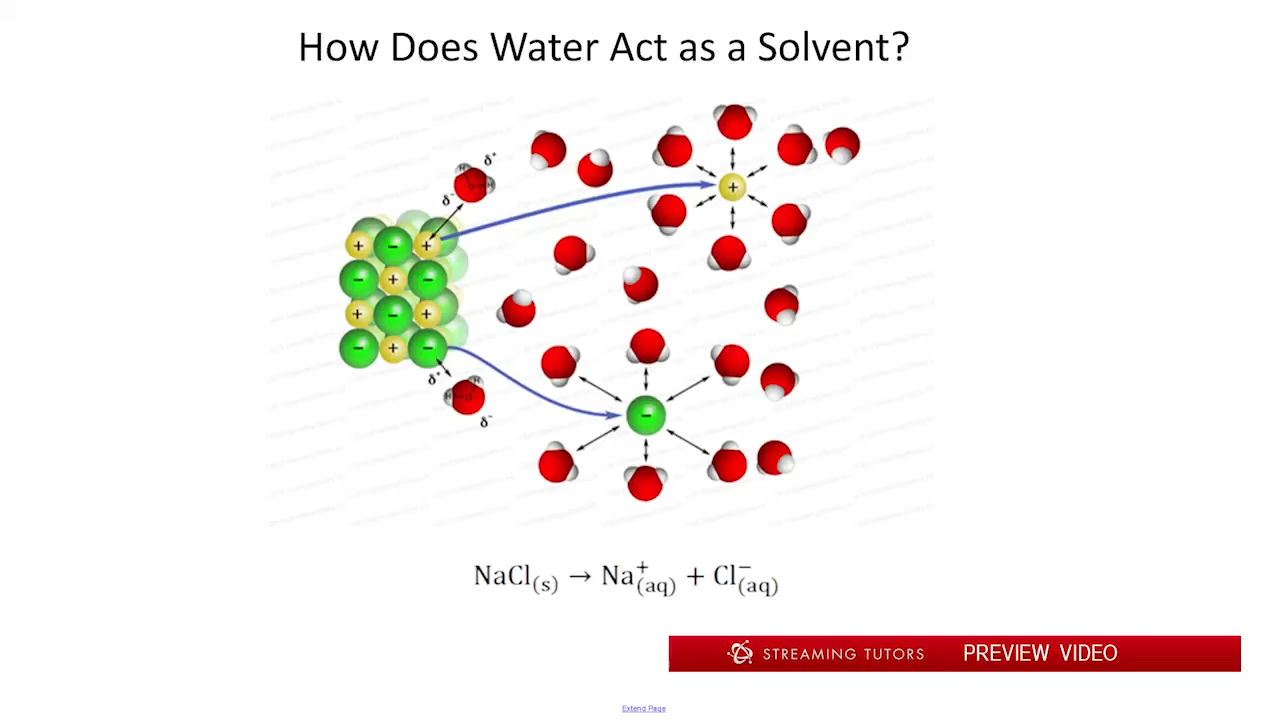 How Does Water Act as a Solvent?
H δ⁺
O H
δ⁻
+ − +
− + −
+ − +
− + −
+
δ⁺ H
H O
δ⁻
−
NaCl(s) → Na⁺(aq) + Cl⁻(aq)
STREAMING TUTORS PREVIEW VIDEO
Extend Page